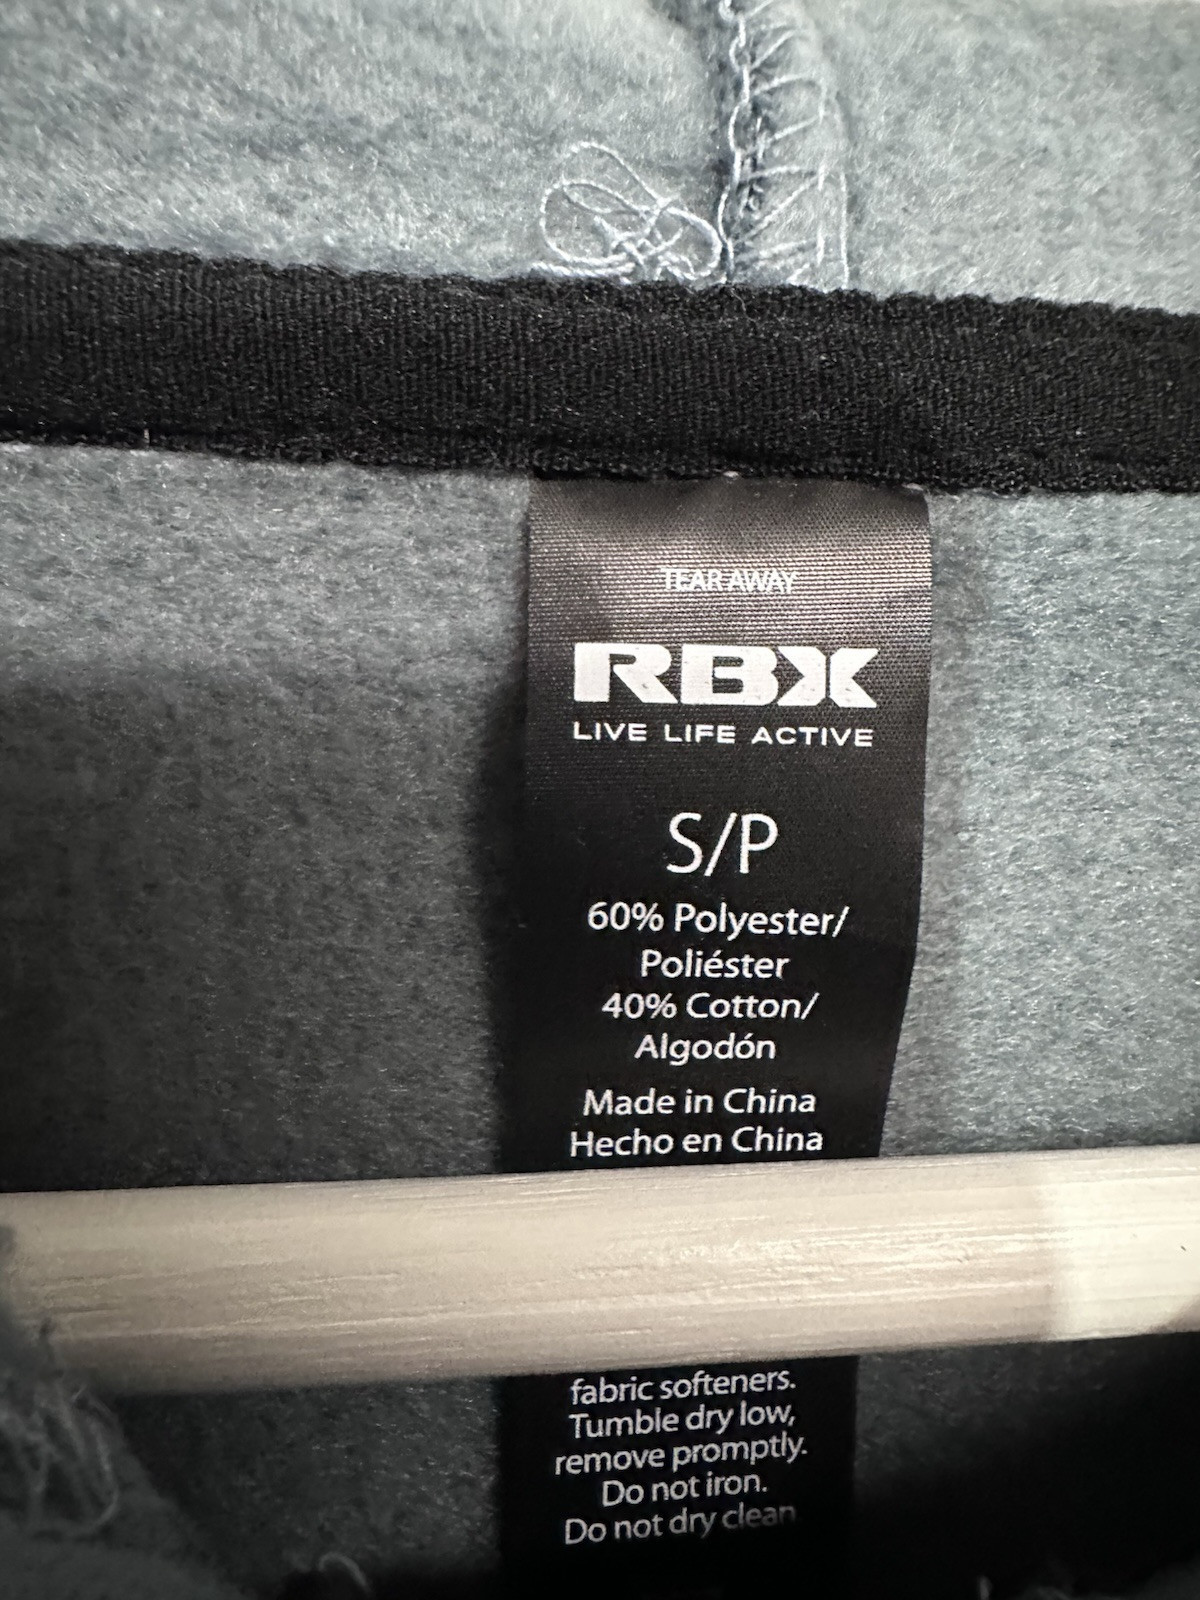 TEAR AWAY
RBX
LIVE LIFE ACTIVE
S/P
60% Polyester/
Poliéster
40% Cotton/
Algodón
Made in China
Hecho en China
fabric softeners.
Tumble dry low,
remove promptly.
Do not iron.
Do not dry clean